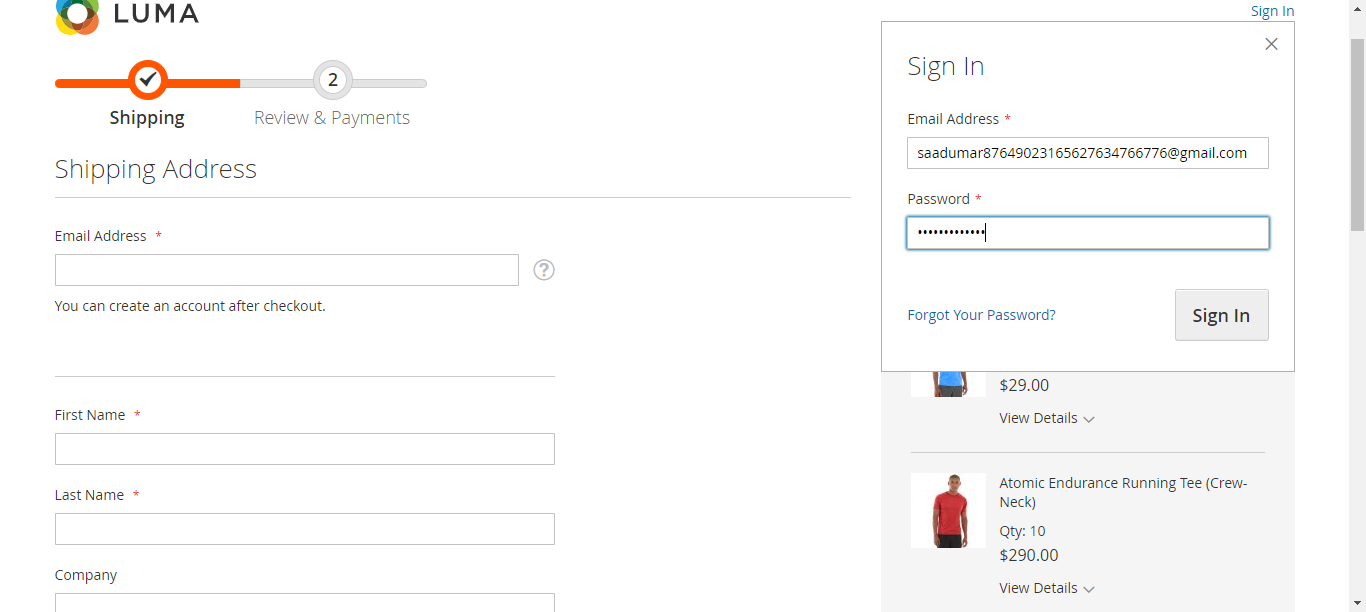 LUMA
Sign In
2
Shipping
Review & Payments
Shipping Address
Email Address *
?
You can create an account after checkout.
First Name *
Last Name *
Company
Sign In
Email Address *
saadumar87649023165627634766776@gmail.com
Password *
•••••••••••••
Forgot Your Password?
Sign In
$29.00
View Details
Atomic Endurance Running Tee (Crew-
Neck)
Qty: 10
$290.00
View Details